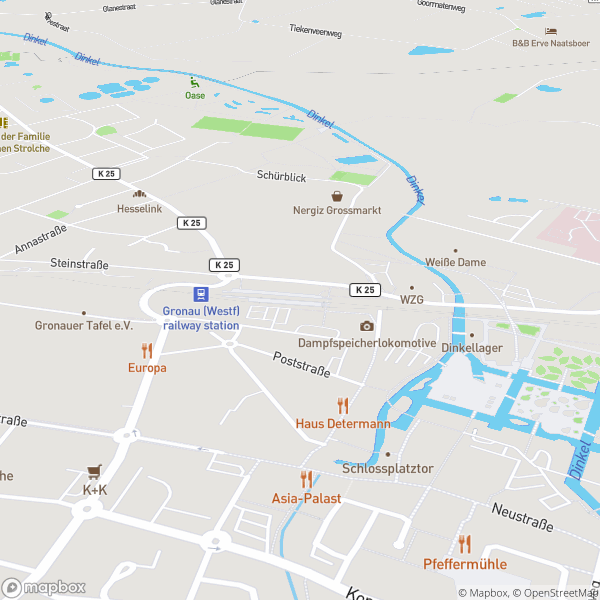 Glanestraat
Glanestraat
Goormatenweg
Tiekenveenweg
B&B Erve Naatsboer
Dinkel
Dinkel
Oase
Dinkel
der Familie
Strolche
K 25
Schürblick
Dinkel
Hesselink
Nergiz Grossmarkt
K 25
Annastraße
Weiße Dame
Steinstraße
K 25
K 25
WZG
Gronau (Westf)
railway station
Gronauer Tafel e.V.
Dampfspeicherlokomotive
Dinkellager
Europa
Poststraße
Haus Determann
Dinkel
Schlossplatztor
K+K
Asia-Palast
Neustraße
Pfeffermühle
mapbox
© Mapbox, © OpenStreetMap